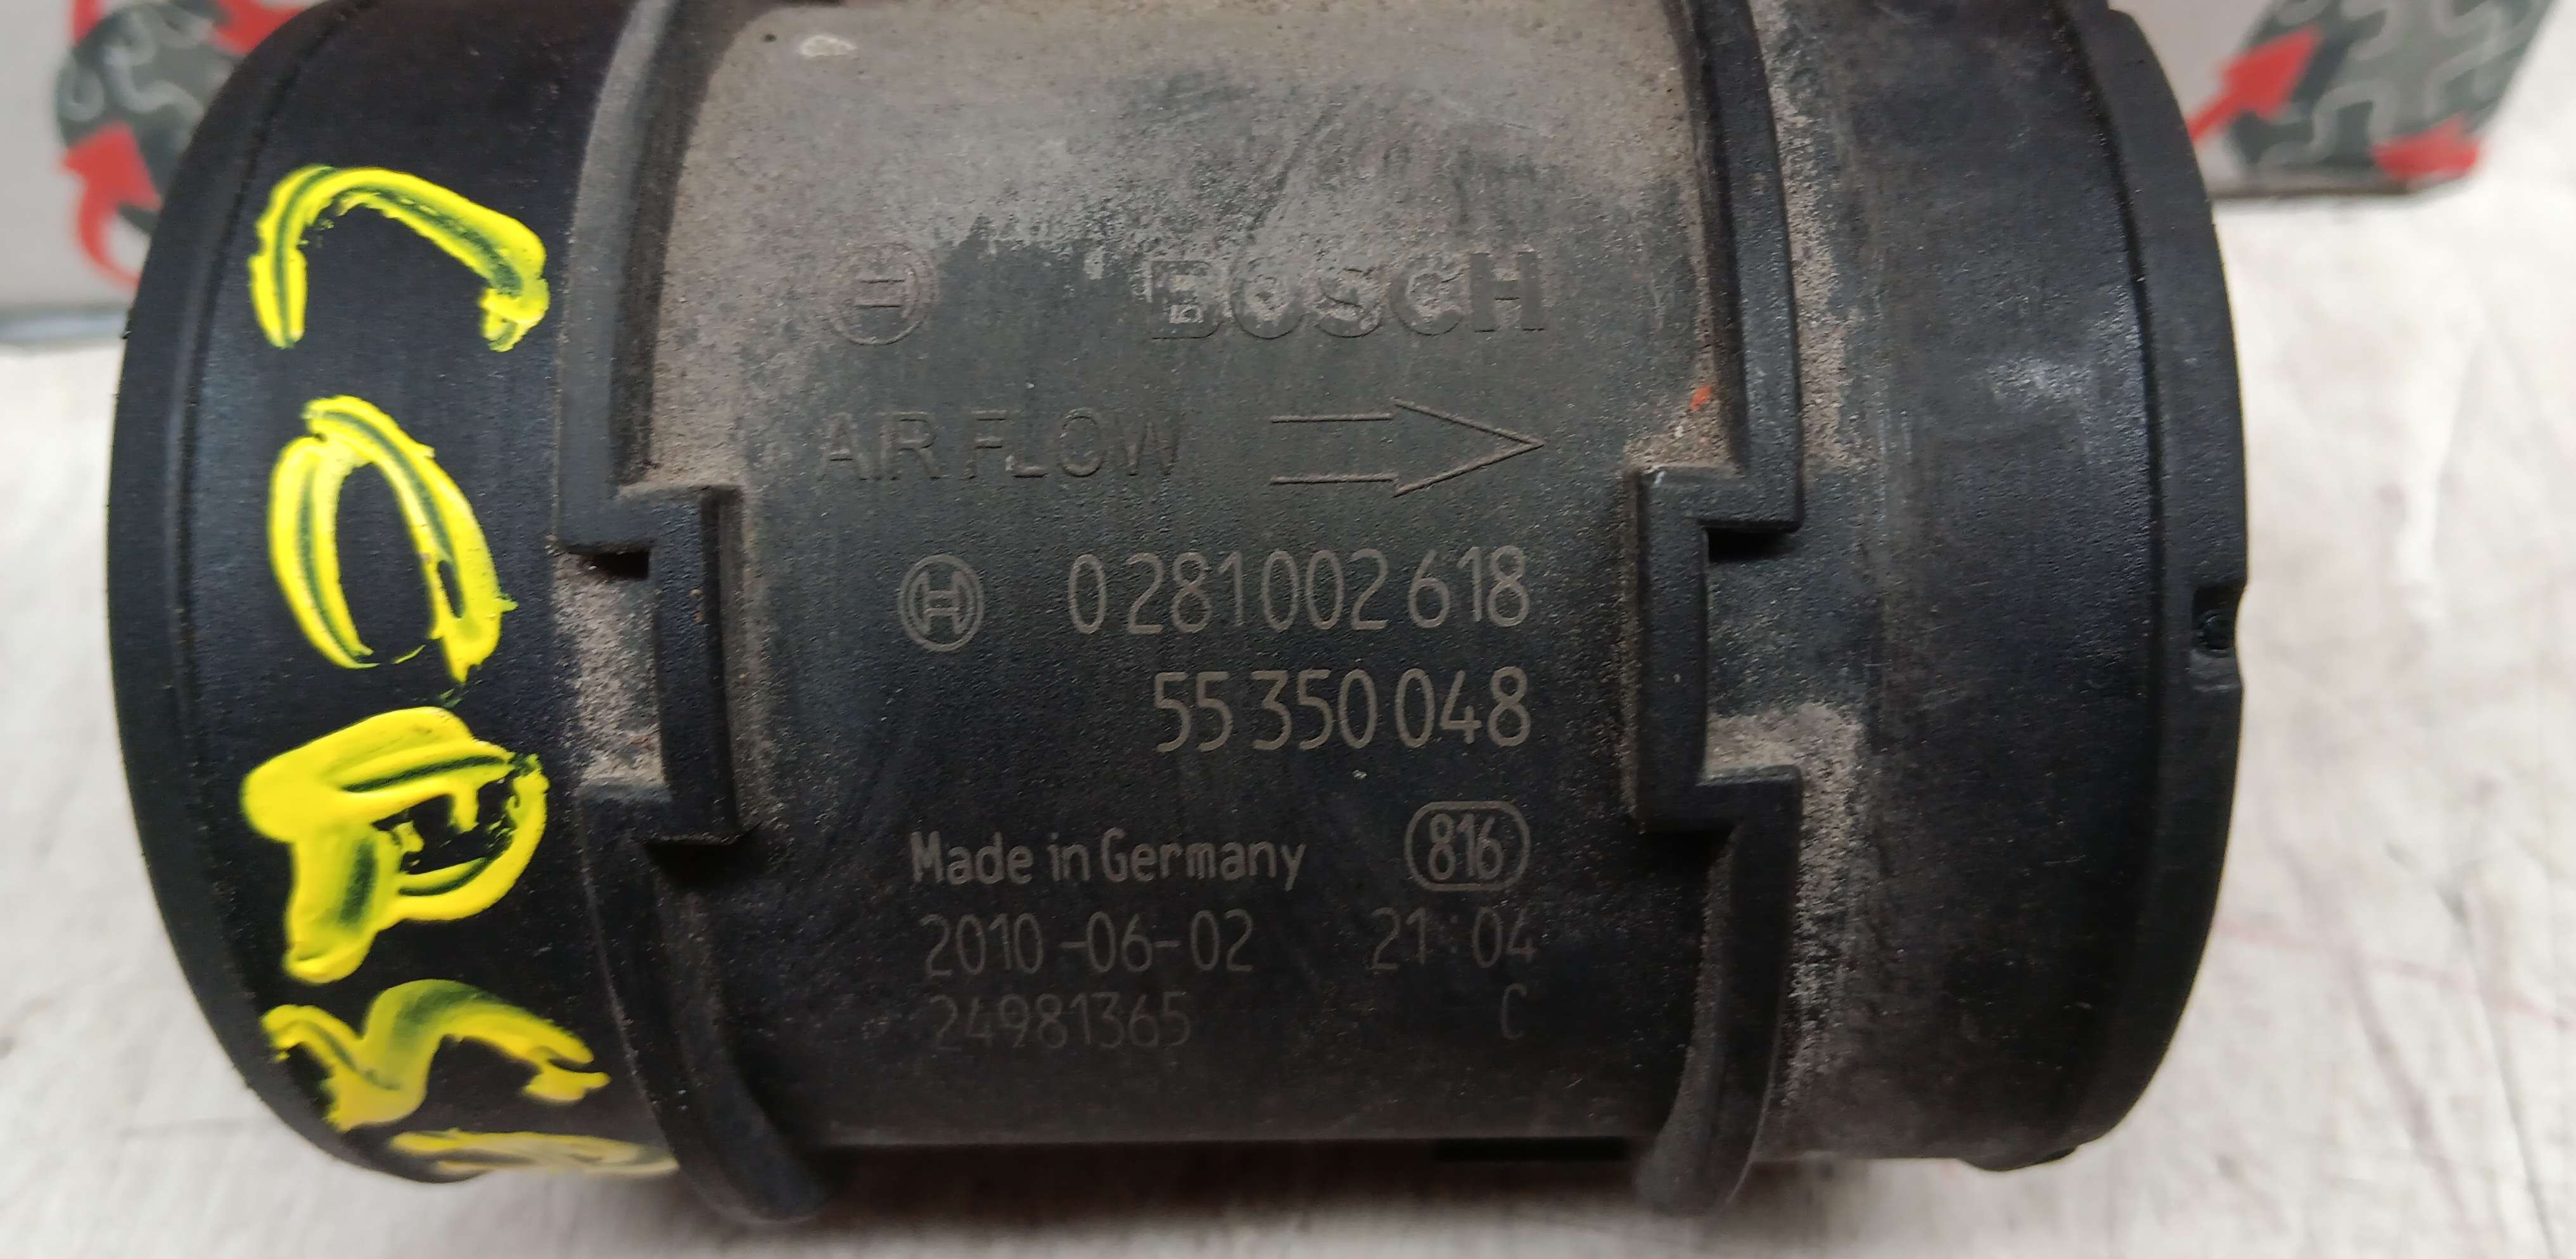 BOSCH
AIR FLOW
0 281 002 618
55 350 048
Made in Germany 816
2010-06-02 21:04
24981365 C
CORS